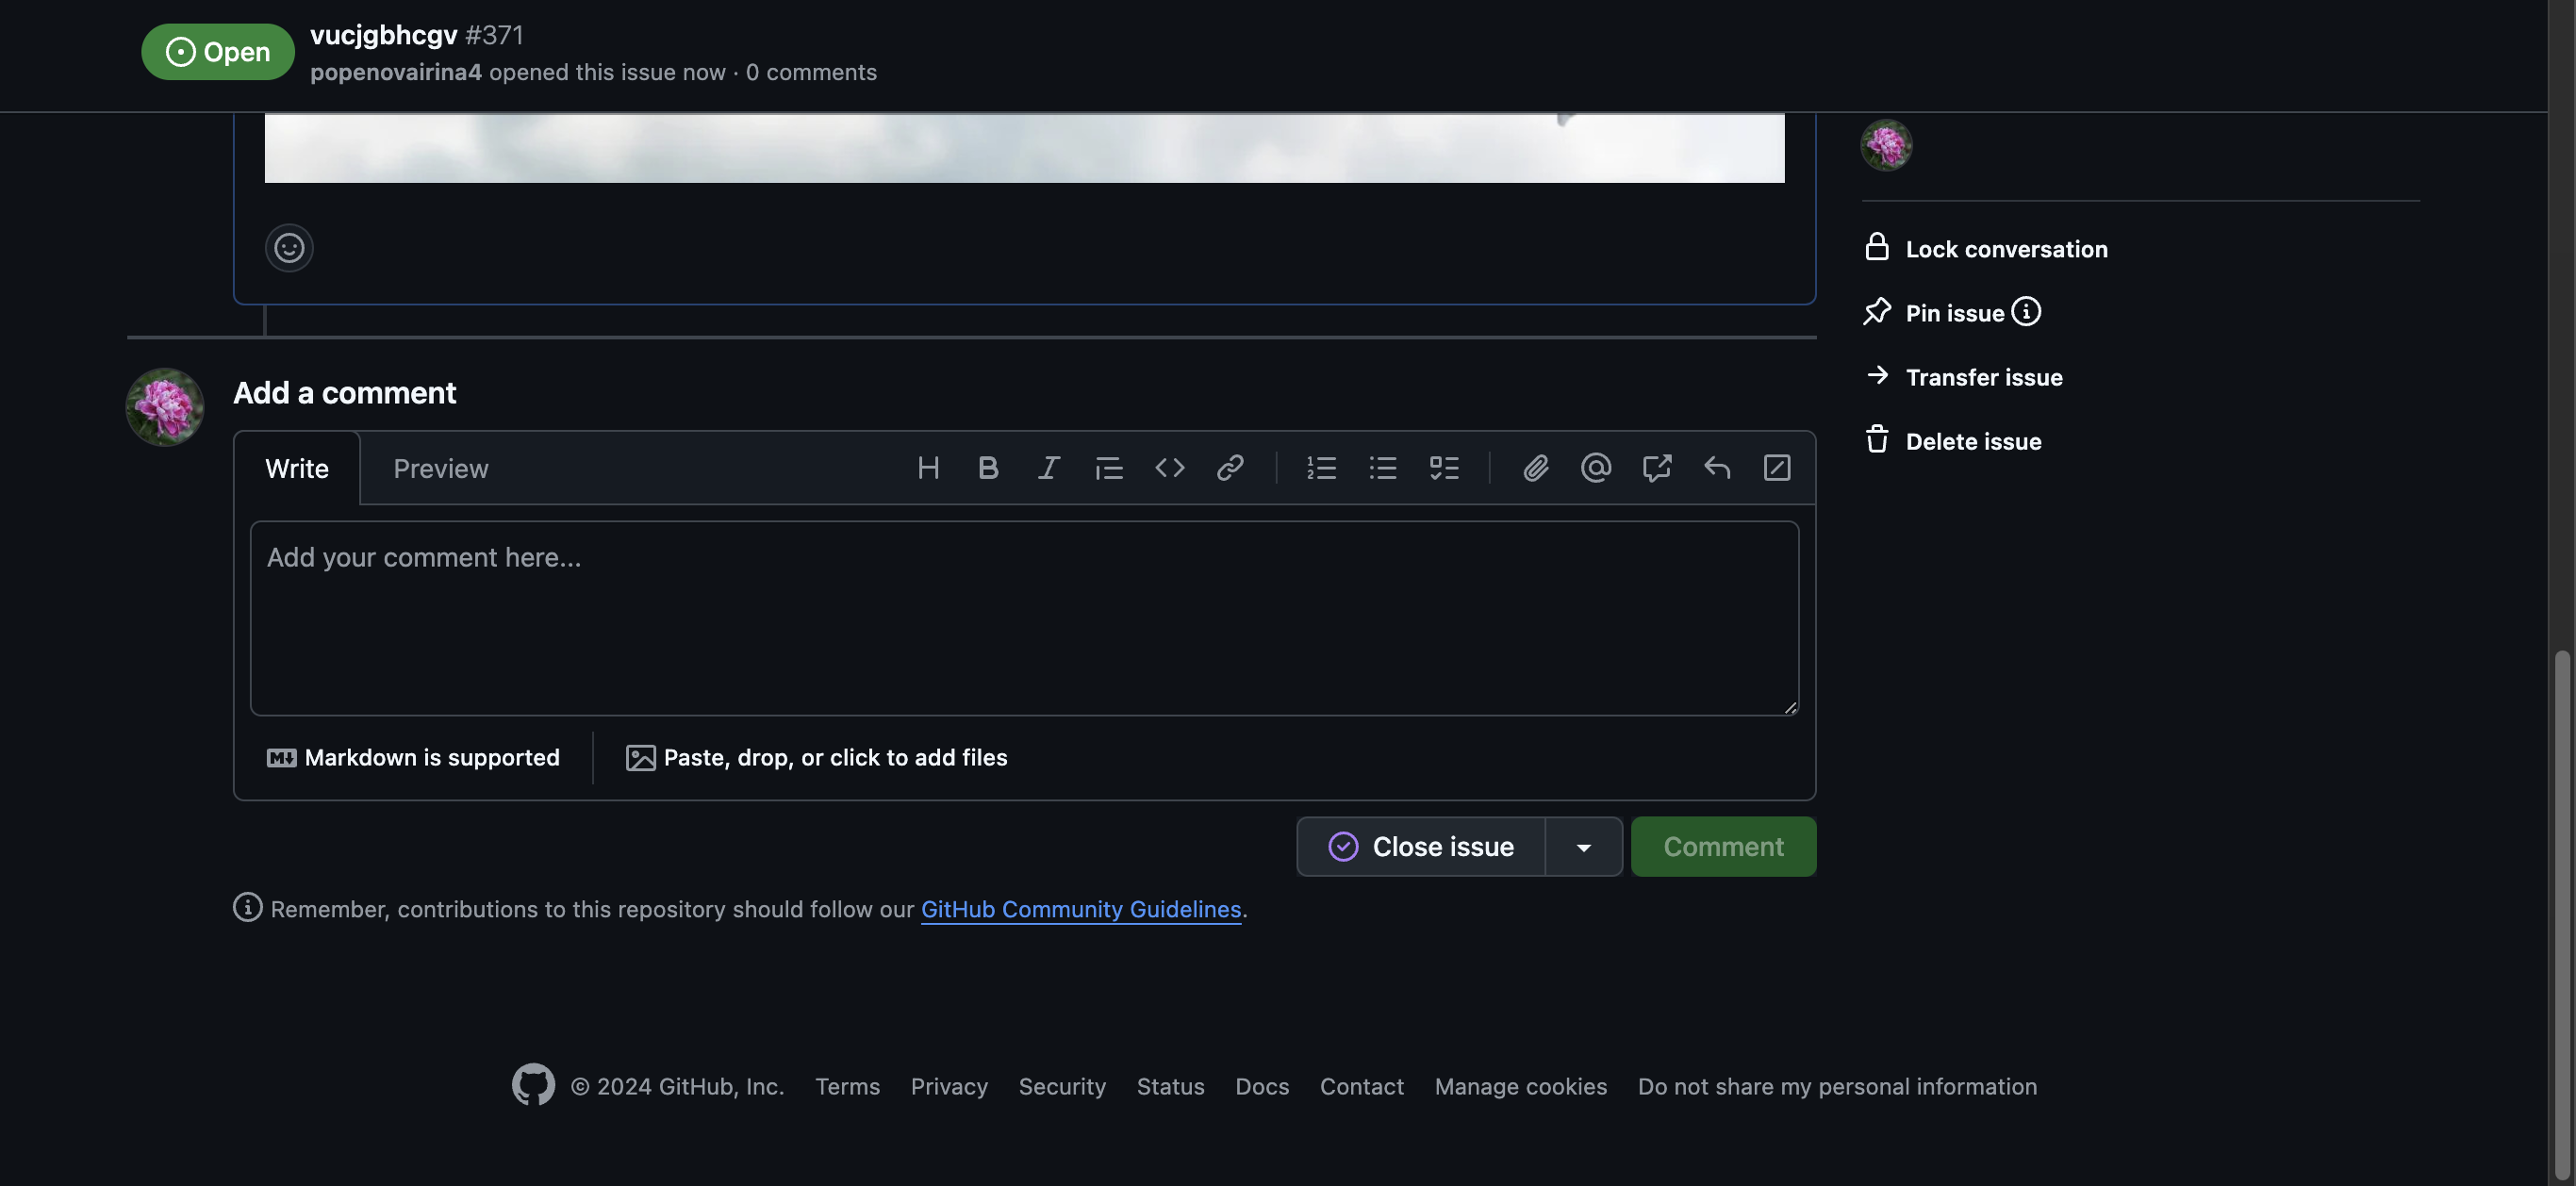 Open
vucjgbhcgv #371
popenovairina4 opened this issue now · 0 comments
Lock conversation
Pin issue
Transfer issue
Delete issue
Add a comment
Write
Preview
Add your comment here...
Markdown is supported
Paste, drop, or click to add files
Close issue
Comment
Remember, contributions to this repository should follow our GitHub Community Guidelines.
© 2024 GitHub, Inc.
Terms
Privacy
Security
Status
Docs
Contact
Manage cookies
Do not share my personal information